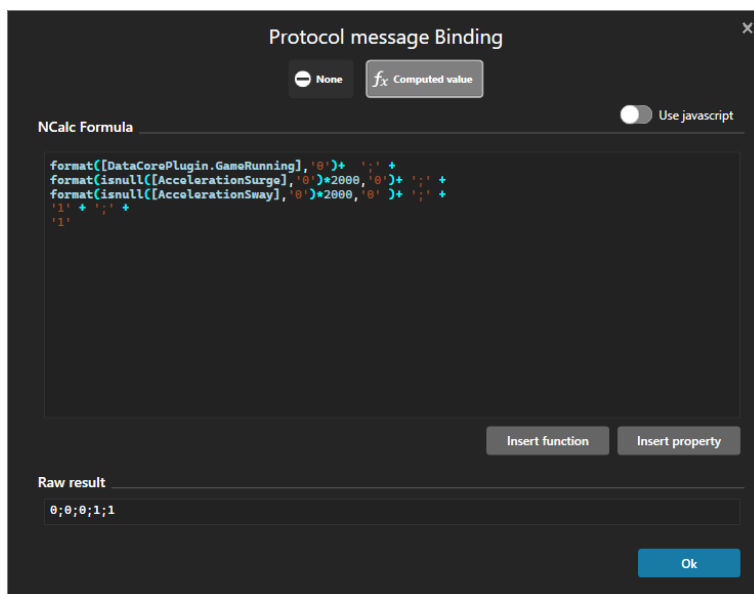 Protocol message Binding
×
None
fx Computed value
Use javascript
NCalc Formula
format([DataCorePlugin.GameRunning],'0')+  ';' +
format(isnull([AccelerationSurge],'0')*2000,'0')+ ';' +
format(isnull([AccelerationSway],'0')*2000,'0' )+ ';' +
'1' + ';' +
'1'
Insert function
Insert property
Raw result
0;0;0;1;1
Ok